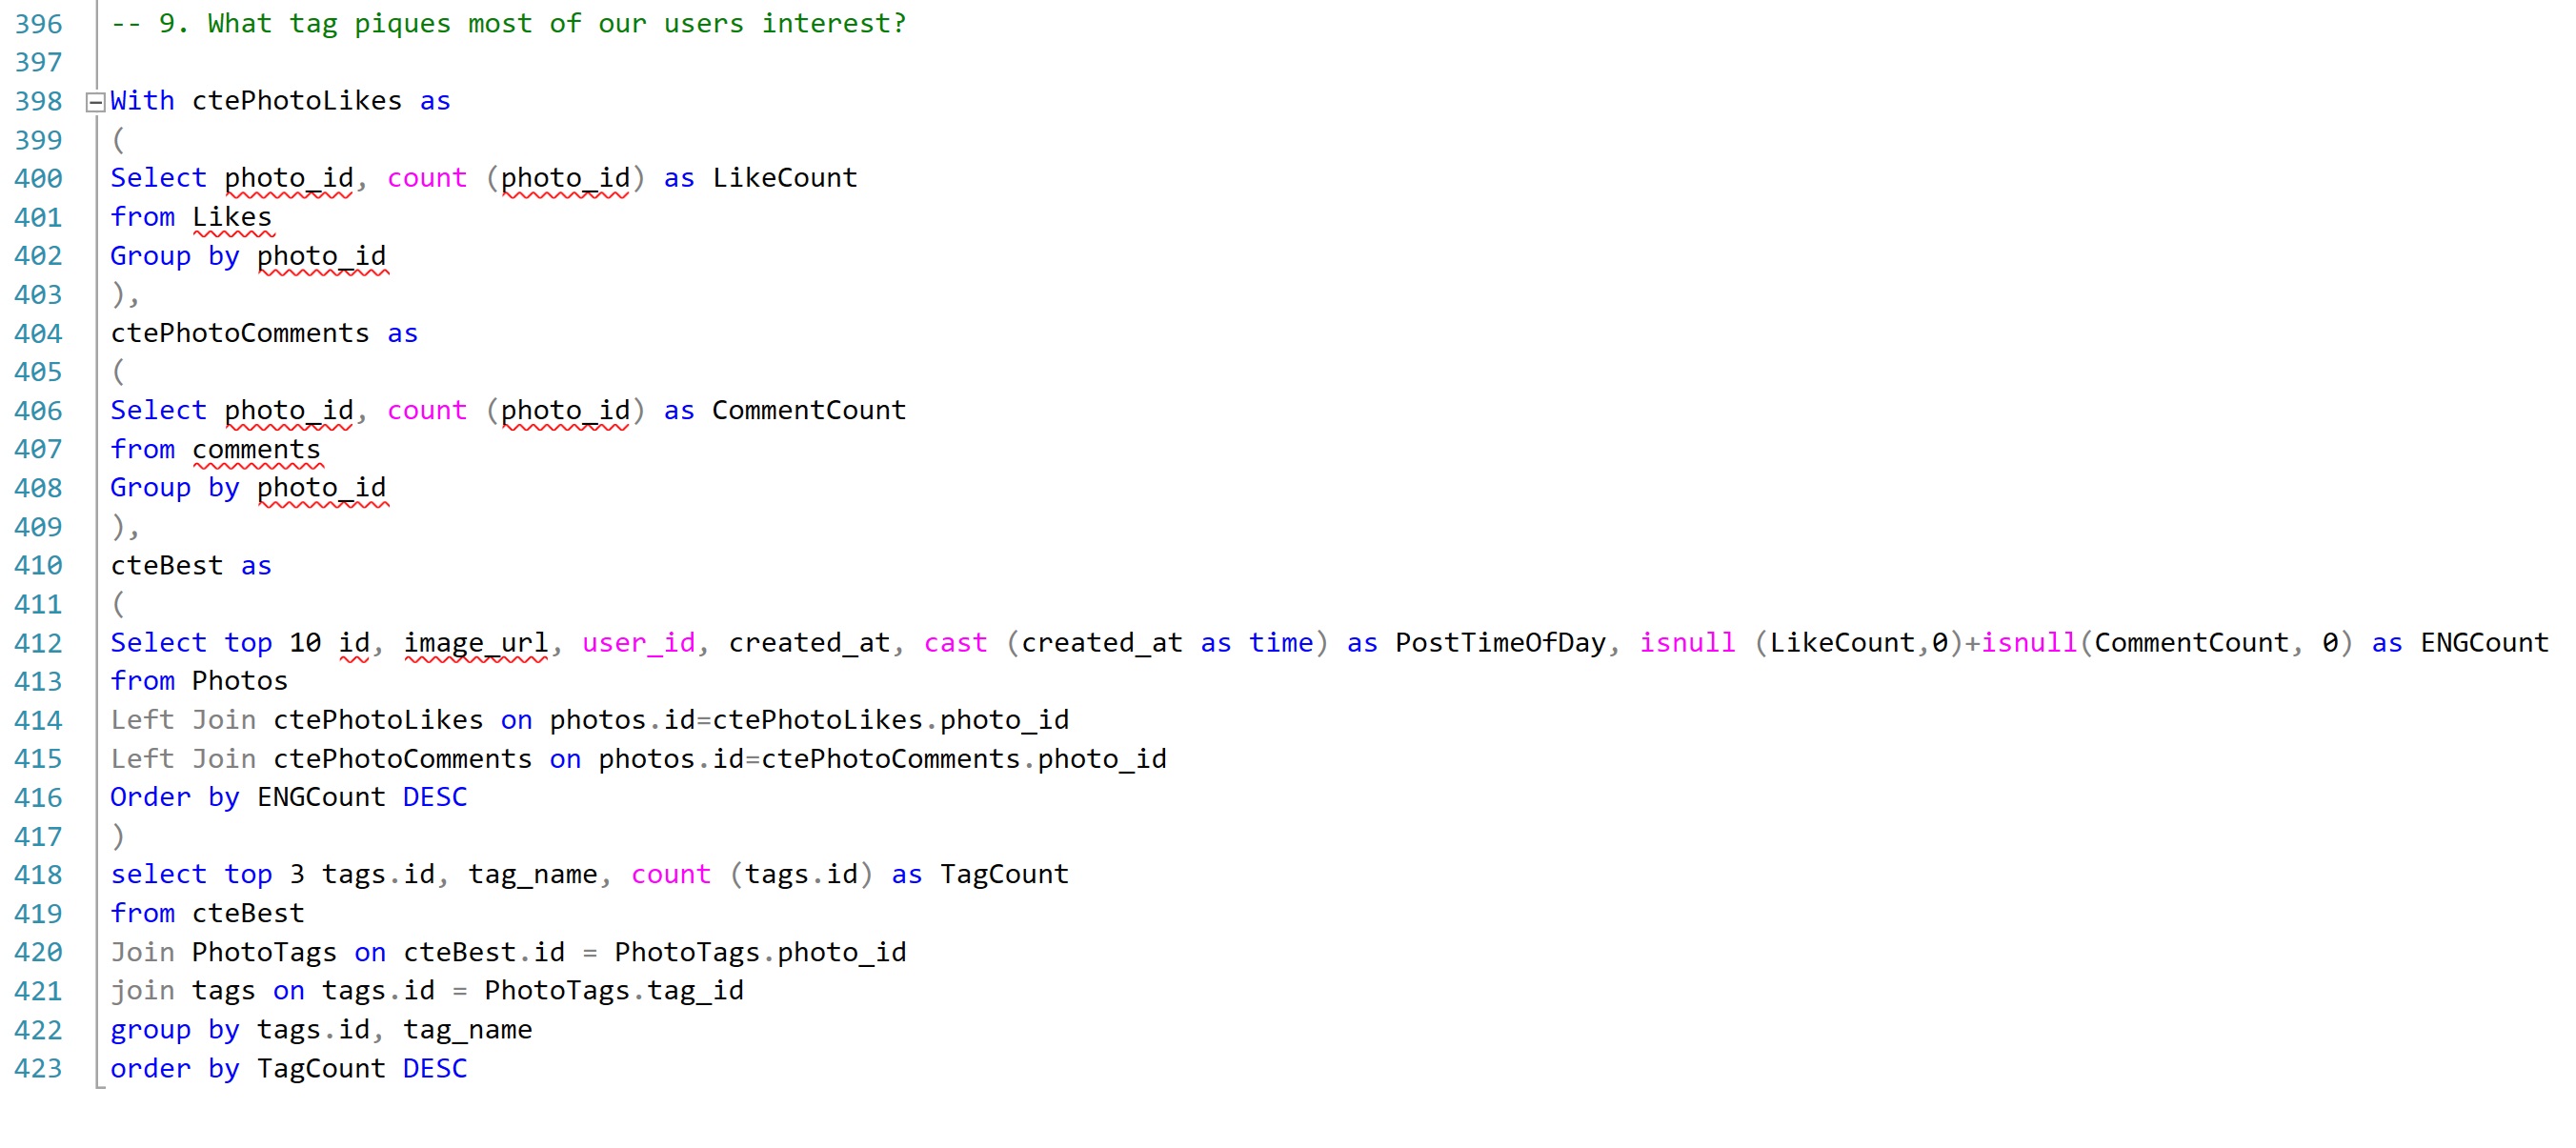 396 -- 9. What tag piques most of our users interest?
397
398 With ctePhotoLikes as
399 (
400 Select photo_id, count (photo_id) as LikeCount
401 from Likes
402 Group by photo_id
403 ),
404 ctePhotoComments as
405 (
406 Select photo_id, count (photo_id) as CommentCount
407 from comments
408 Group by photo_id
409 ),
410 cteBest as
411 (
412 Select top 10 id, image_url, user_id, created_at, cast (created_at as time) as PostTimeOfDay, isnull (LikeCount,0)+isnull(CommentCount, 0) as ENGCount
413 from Photos
414 Left Join ctePhotoLikes on photos.id=ctePhotoLikes.photo_id
415 Left Join ctePhotoComments on photos.id=ctePhotoComments.photo_id
416 Order by ENGCount DESC
417 )
418 select top 3 tags.id, tag_name, count (tags.id) as TagCount
419 from cteBest
420 Join PhotoTags on cteBest.id = PhotoTags.photo_id
421 join tags on tags.id = PhotoTags.tag_id
422 group by tags.id, tag_name
423 order by TagCount DESC